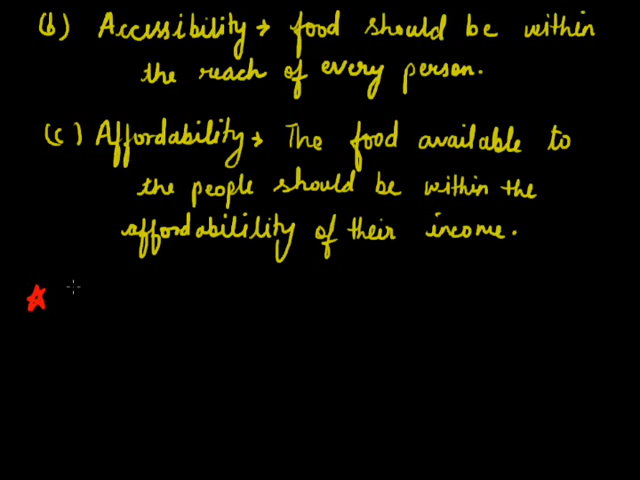 (b) Accessibility → food should be within
the reach of every person.
(c) Affordability → The food available to
the people should be within the
affordabilility of their income.